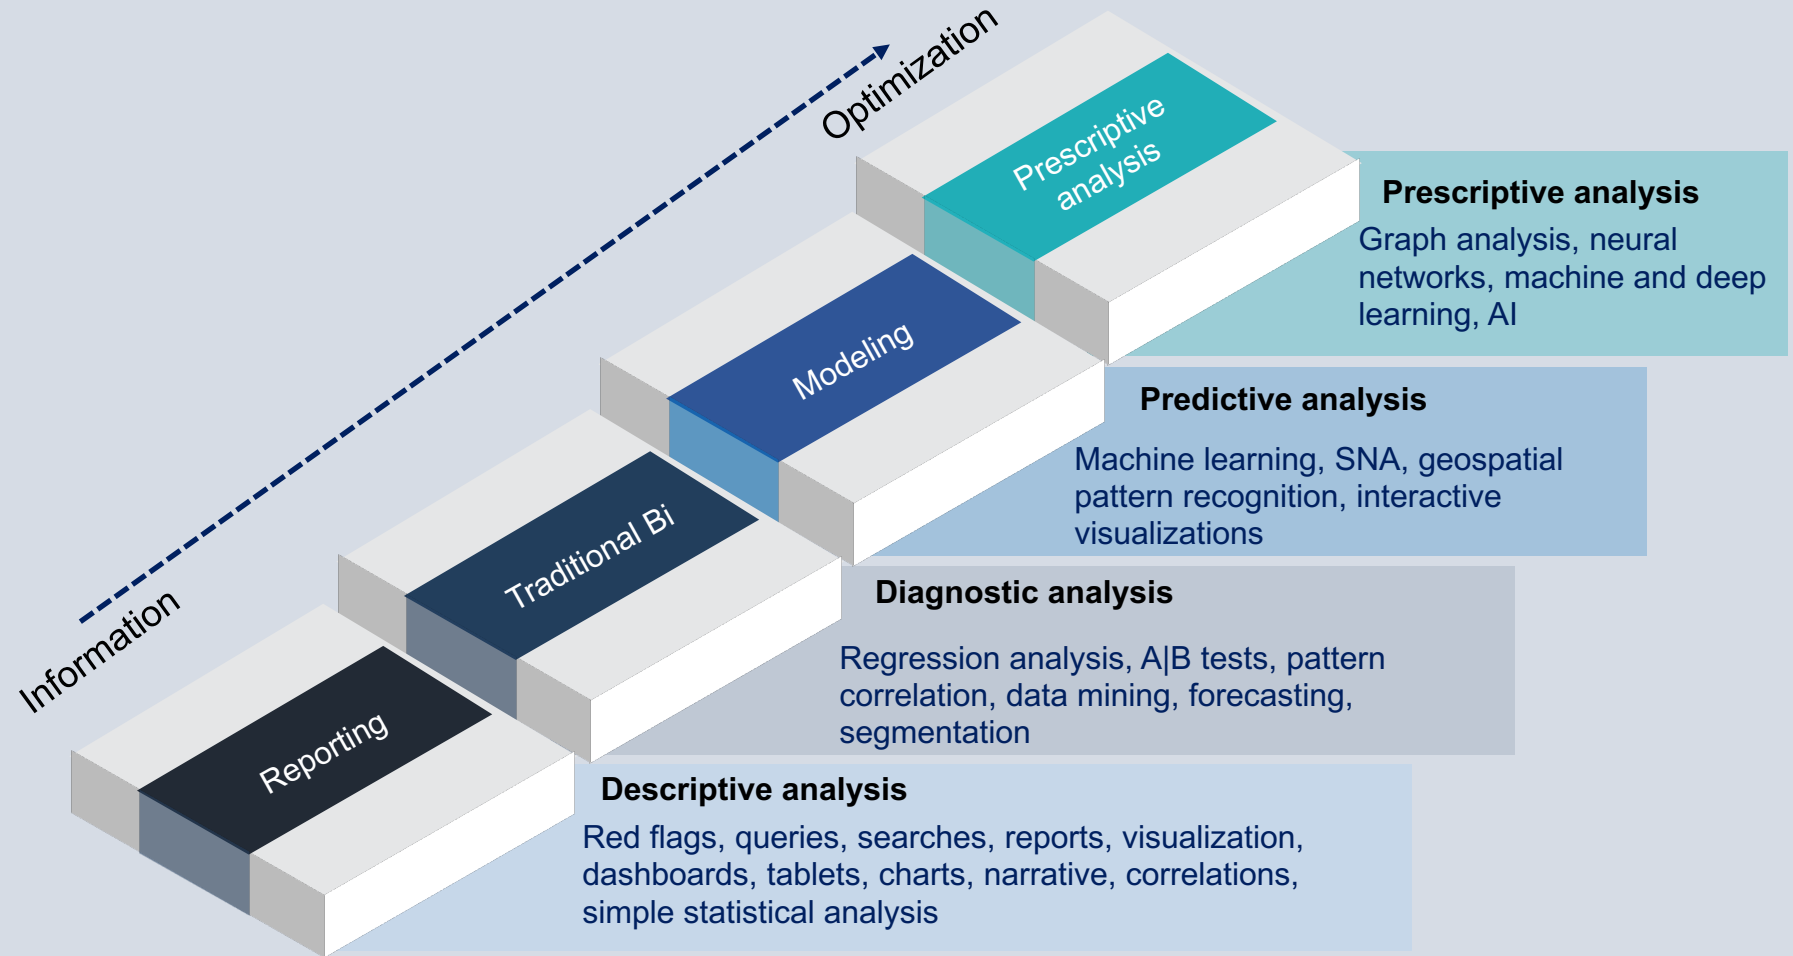 Optimization
Prescriptive
analysis
Prescriptive analysis
Graph analysis, neural
networks, machine and deep
learning, AI
Modeling
Predictive analysis
Machine learning, SNA, geospatial
pattern recognition, interactive
visualizations
Traditional Bi
Diagnostic analysis
Regression analysis, A|B tests, pattern
correlation, data mining, forecasting,
segmentation
Information
Reporting
Descriptive analysis
Red flags, queries, searches, reports, visualization,
dashboards, tablets, charts, narrative, correlations,
simple statistical analysis